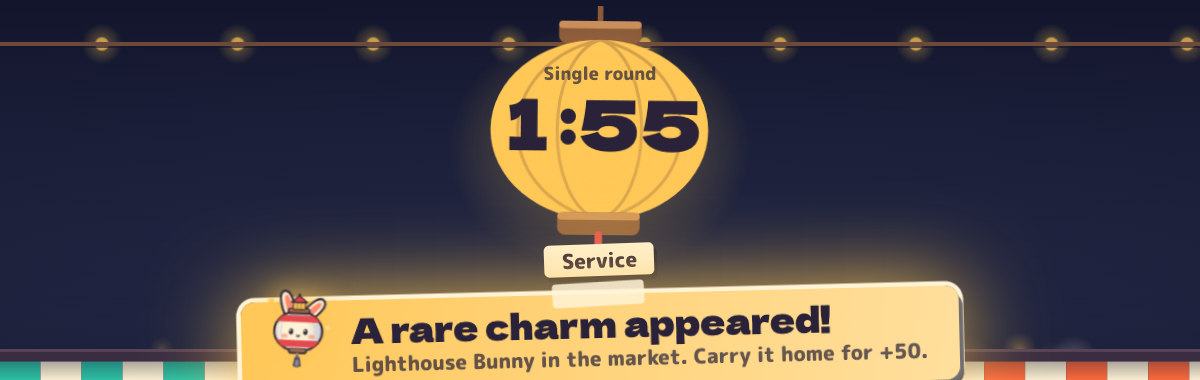 Single round
1:55
Service
A rare charm appeared!
Lighthouse Bunny in the market. Carry it home for +50.